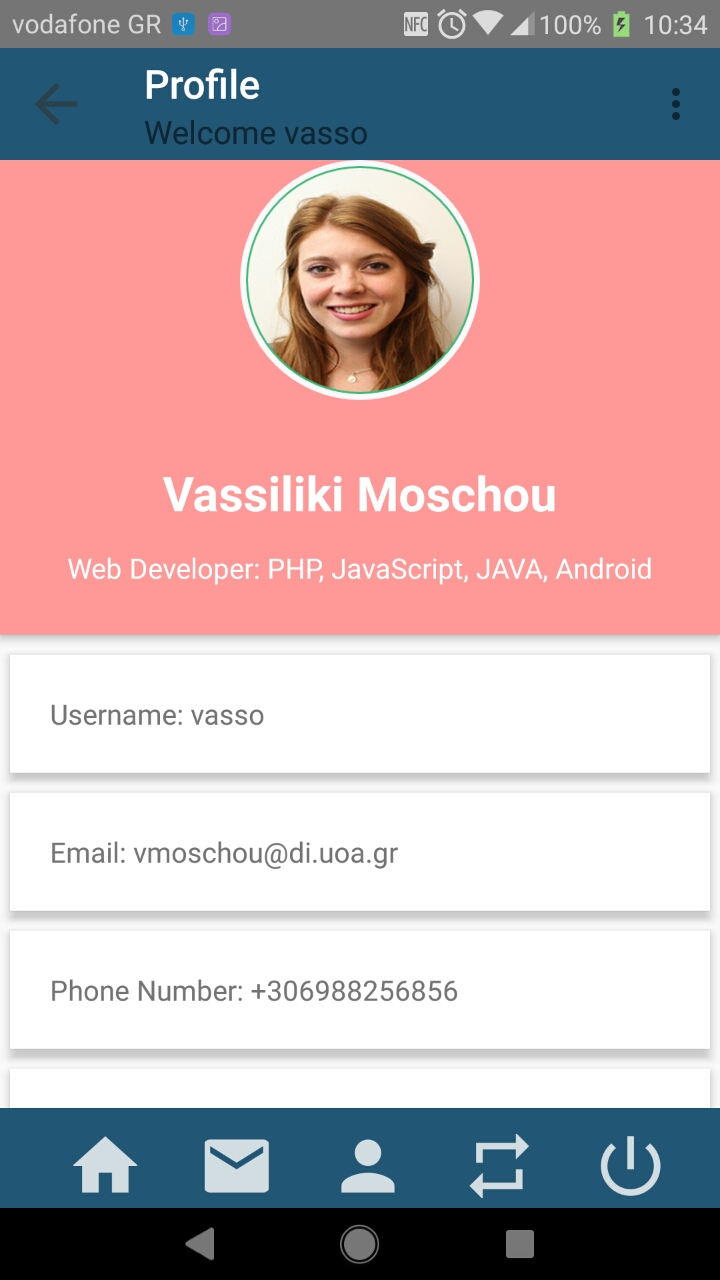 vodafone GR NFC 100% 10:34
Profile
Welcome vasso
Vassiliki Moschou
Web Developer: PHP, JavaScript, JAVA, Android
Username: vasso
Email: vmoschou@di.uoa.gr
Phone Number: +306988256856